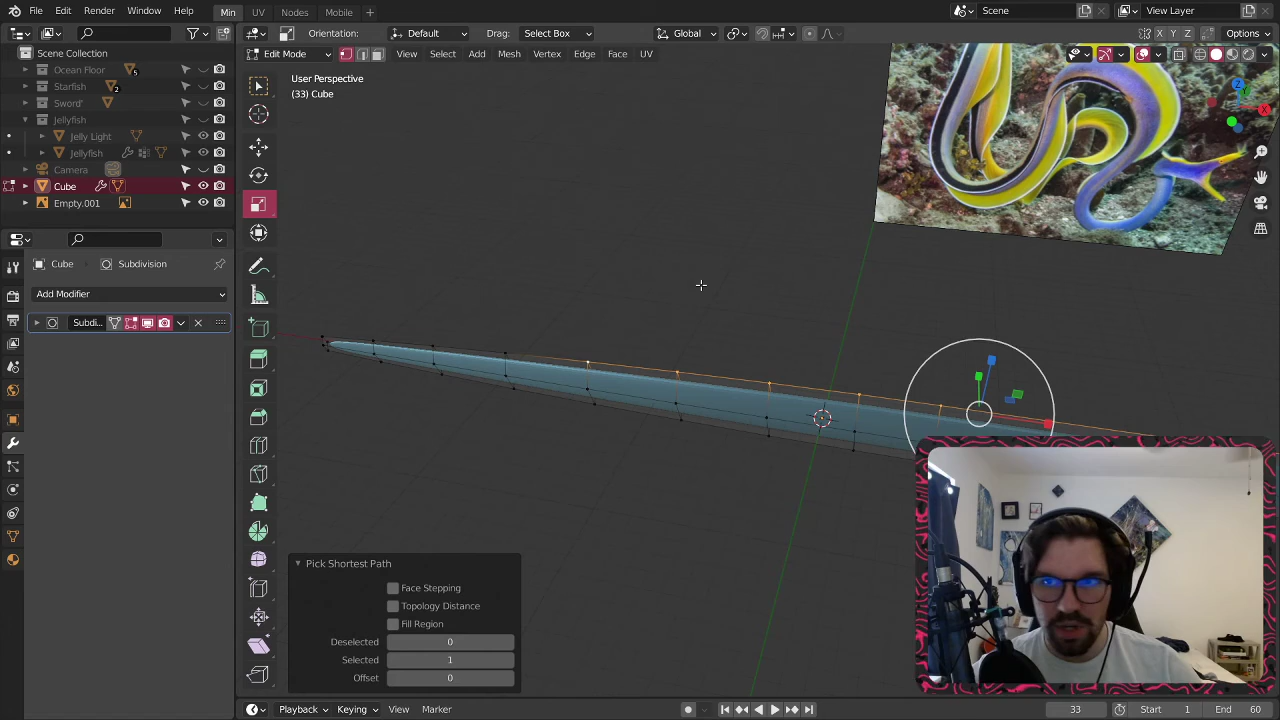 File Edit Render Window Help Min UV Nodes Mobile + Scene View Layer
Orientation: Default Drag: Select Box Global X Y Z Options
Edit Mode View Select Add Mesh Vertex Edge Face UV
Scene Collection
Ocean Floor 5
Starfish 2
Sword'
Jellyfish
Jelly Light
Jellyfish
Camera
Cube
Empty.001
Cube Subdivision
Add Modifier
Subdi...
User Perspective
(33) Cube
Z
Y
X
Pick Shortest Path
Face Stepping
Topology Distance
Fill Region
Deselected 0
Selected 1
Offset 0
Playback Keying View Marker 33 Start 1 End 60